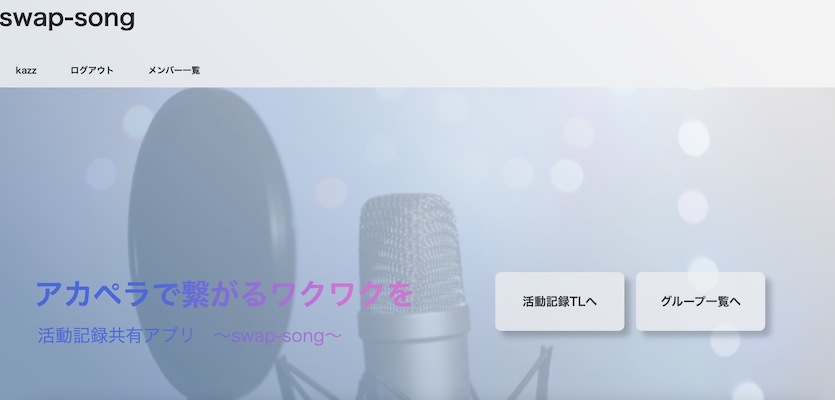 swap-song
kazz ログアウト メンバー一覧
アカペラで繋がるワクワクを
活動記録共有アプリ ～swap-song～
活動記録TLへ グループ一覧へ